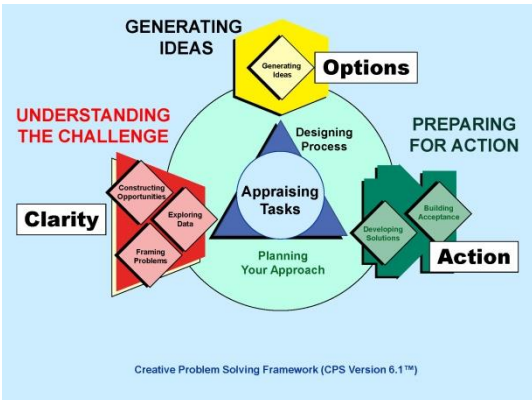 GENERATING
IDEAS
Generating
Ideas
Options
UNDERSTANDING
THE CHALLENGE
Constructing
Opportunities
Exploring
Data
Framing
Problems
Clarity
Designing
Process
Appraising
Tasks
Planning
Your Approach
PREPARING
FOR ACTION
Building
Acceptance
Developing
Solutions
Action
Creative Problem Solving Framework (CPS Version 6.1™)